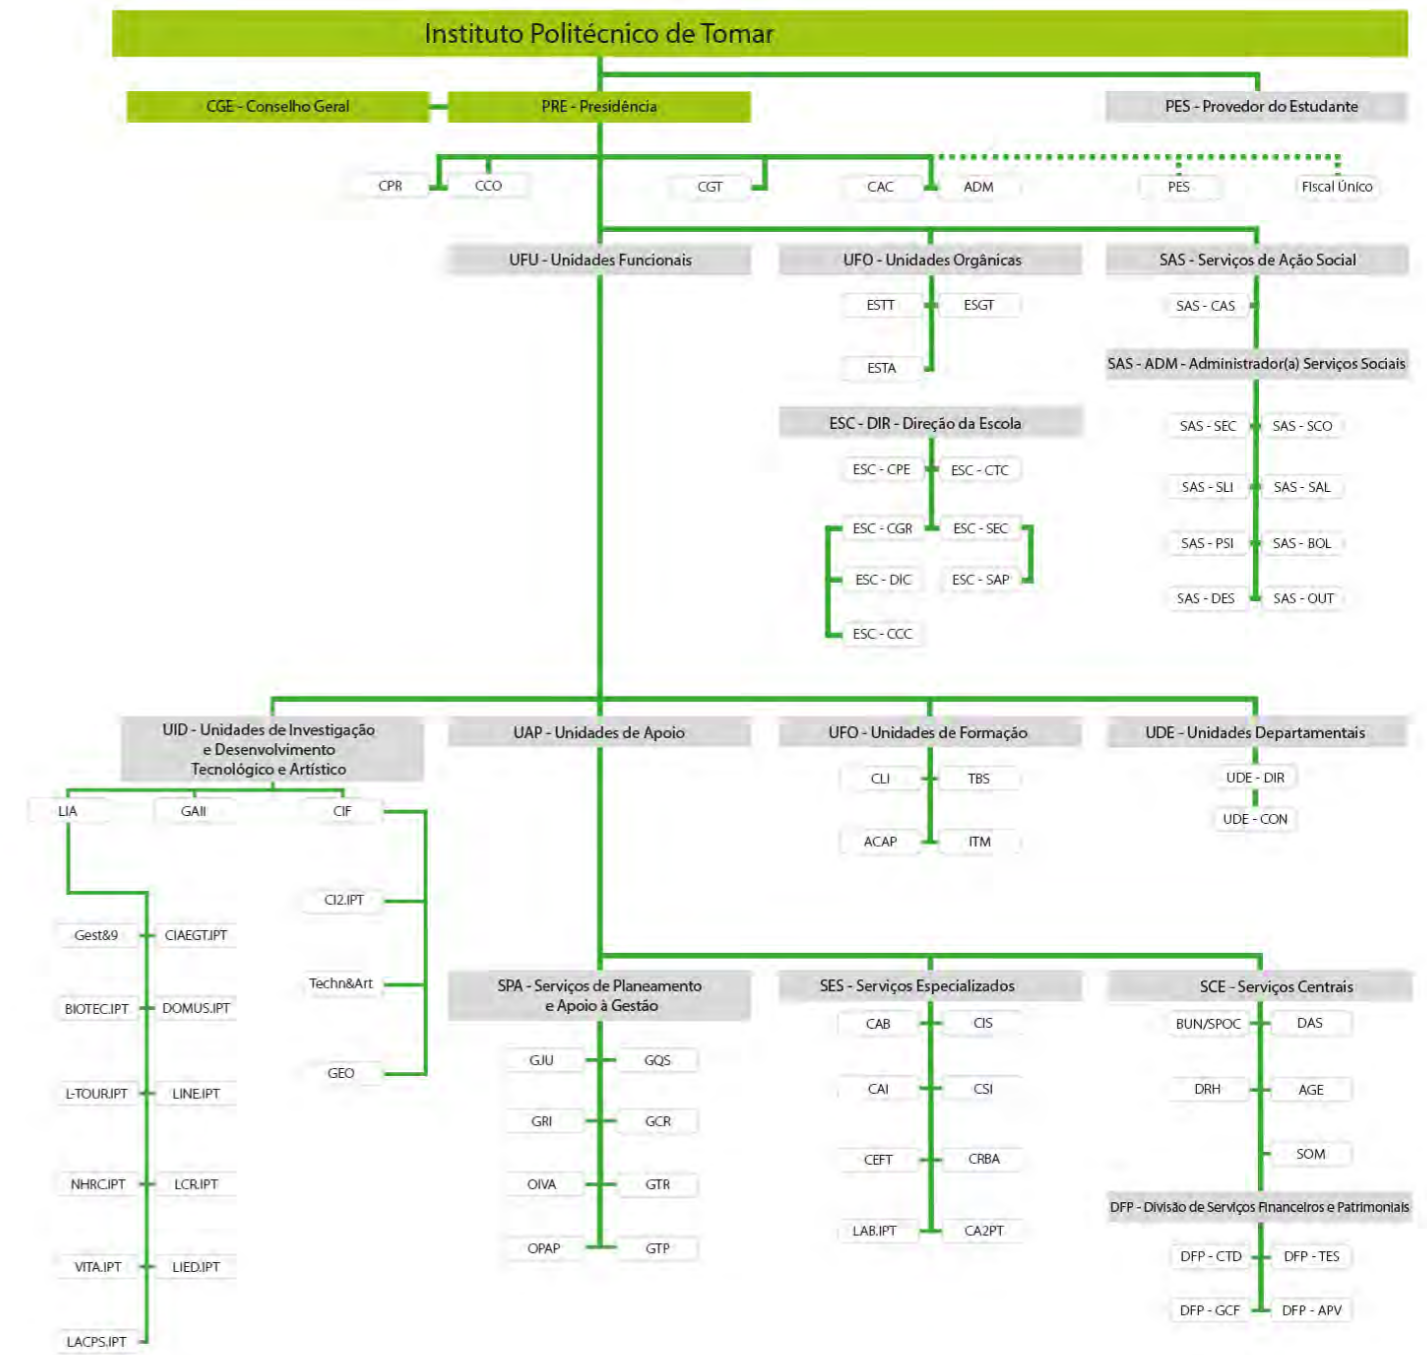 Instituto Politécnico de Tomar
CGE - Conselho Geral
PRE - Presidência
PES - Provedor do Estudante
CPR
CCO
CGT
CAC
ADM
PES
Fiscal Único
UFU - Unidades Funcionais
UFO - Unidades Orgânicas
SAS - Serviços de Ação Social
ESTT
ESGT
SAS - CAS
ESTA
SAS - ADM - Administrador(a) Serviços Sociais
ESC - DIR - Direção da Escola
SAS - SEC
SAS - SCO
ESC - CPE
ESC - CTC
SAS - SLI
SAS - SAL
ESC - CGR
ESC - SEC
SAS - PSI
SAS - BOL
ESC - DIC
ESC - SAP
SAS - DES
SAS - OUT
ESC - CCC
UID - Unidades de Investigação
e Desenvolvimento
Tecnológico e Artístico
UAP - Unidades de Apoio
UFO - Unidades de Formação
UDE - Unidades Departamentais
CLI
TBS
UDE - DIR
LIA
GAII
CIF
UDE - CON
ACAP
ITM
CI2.IPT
Gest&9
CIAEGT.IPT
Techn&Art
SPA - Serviços de Planeamento
e Apoio à Gestão
SES - Serviços Especializados
SCE - Serviços Centrais
BIOTEC.IPT
DOMUS.IPT
CAB
CIS
BUN/SPOC
DAS
GEO
GJU
GQS
L-TOUR.IPT
LINE.IPT
CAI
CSI
DRH
AGE
GRI
GCR
CEFT
CRBA
SOM
NHRC.IPT
LCR.IPT
OIVA
GTR
DFP - Divisão de Serviços Financeiros e Patrimoniais
LAB.IPT
CA2PT
OPAP
GTP
DFP - CTD
DFP - TES
VITA.IPT
LIED.IPT
DFP - GCF
DFP - APV
LACPS.IPT